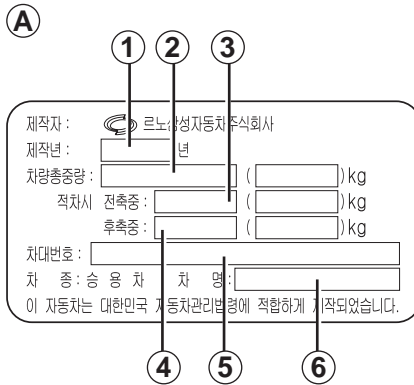 A
1 2 3
제작자 : 르노삼성자동차주식회사
제작년 : 년
차량총중량 : ( )kg
적차시 전축중 : ( )kg
후축중 : ( )kg
차대번호 :
차 종 : 승 용 차 차 명 :
이 자동차는 대한민국 자동차관리법령에 적합하게 제작되었습니다.
4 5 6